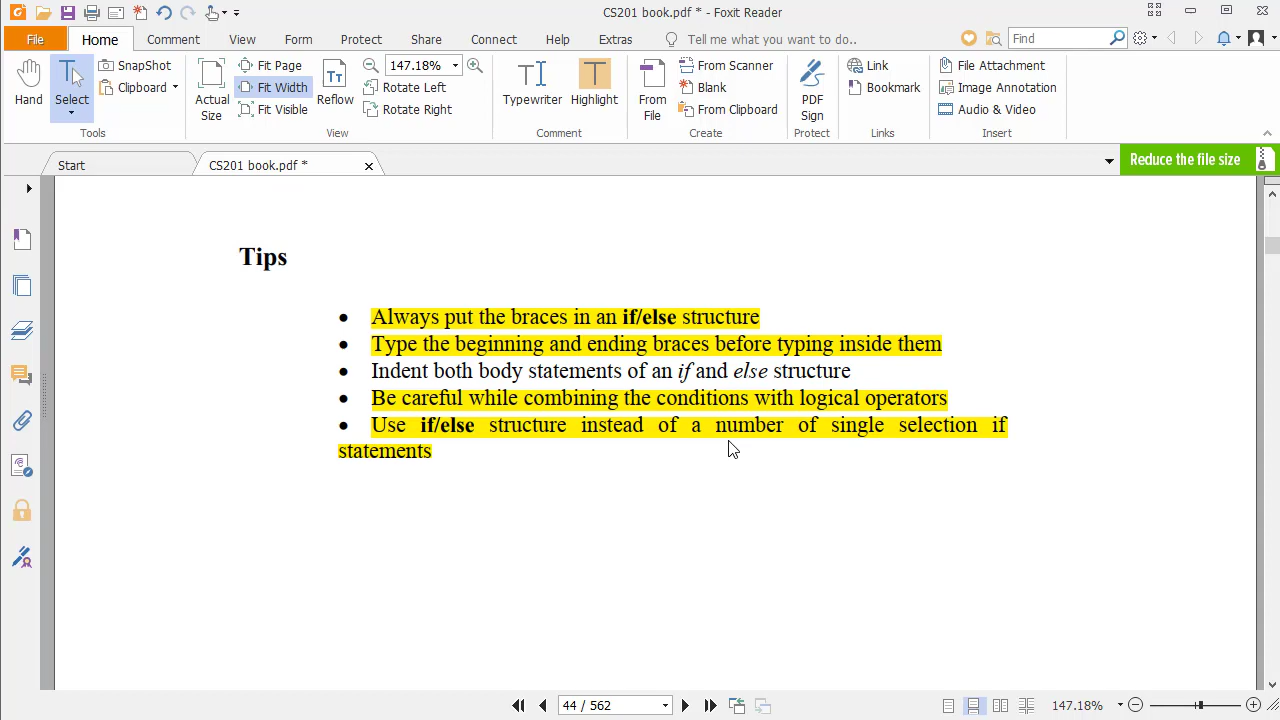 CS201 book.pdf * - Foxit Reader
File Home Comment View Form Protect Share Connect Help Extras Tell me what you want to do.. Find
SnapShot Fit Page 147.18% From Scanner Link File Attachment
Hand Select Clipboard Actual Size Fit Width Reflow Rotate Left Typewriter Highlight From File Blank PDF Sign Bookmark Image Annotation
Fit Visible Rotate Right From Clipboard Audio & Video
Tools View Comment Create Protect Links Insert
Start CS201 book.pdf * Reduce the file size
Tips
• Always put the braces in an if/else structure
• Type the beginning and ending braces before typing inside them
• Indent both body statements of an if and else structure
• Be careful while combining the conditions with logical operators
• Use if/else structure instead of a number of single selection if
statements
44 / 562 147.18%